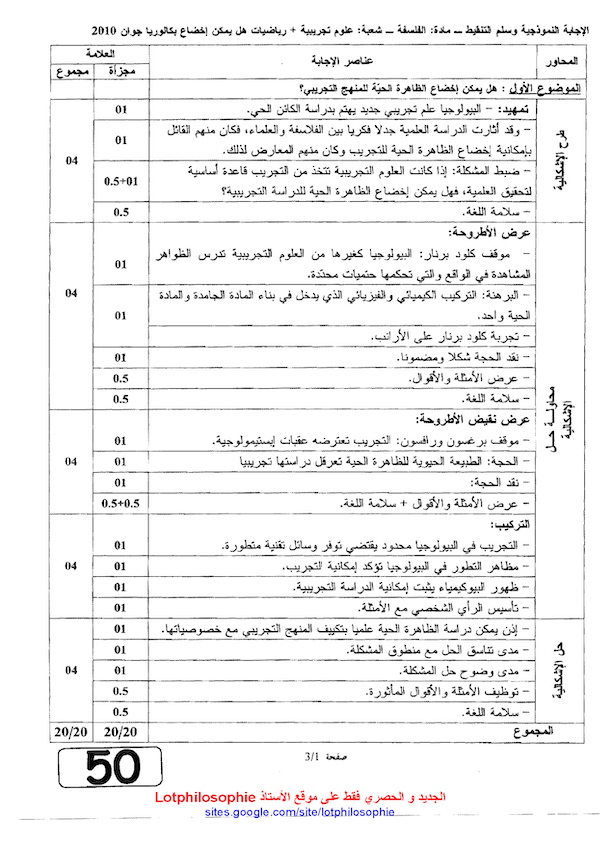 الإجابة النموذجية وسلم التنقيط ــ مادة: الفلسفة ــ شعبة: علوم تجريبية + رياضيات هل يمكن إخضاع بكالوريا جوان 2010
المحاور
عناصر الإجابة
العلامة
مجزأة
مجموع
الموضوع الأول : هل يمكن إخضاع الظاهرة الحيّة للمنهج التجريبي؟
طرح الإشكالية
تمهيد: – البيولوجيا علم تجريبي جديد يهتم بدراسة الكائن الحي.
01
– وقد أثارت الدراسة العلمية جدلا فكريا بين الفلاسفة والعلماء، فكان منهم القائل
بإمكانية إخضاع الظاهرة الحية للتجريب وكان منهم المعارض لذلك.
01
– ضبط المشكلة: إذا كانت العلوم التجريبية تتخذ من التجريب قاعدة أساسية
لتحقيق العلمية، فهل يمكن إخضاع الظاهرة الحية للدراسة التجريبية؟
0.5+01
– سلامة اللغة.
0.5
04
محاولة حل الإشكالية
عرض الأطروحة:
– موقف كلود برنار: البيولوجيا كغيرها من العلوم التجريبية تدرس الظواهر
المشاهدة في الواقع والتي تحكمها حتميات محدّدة.
01
– البرهنة: التركيب الكيميائي والفيزيائي الذي يدخل في بناء المادة الجامدة والمادة
الحية واحد.
01
– تجربة كلود برنار على الأرانب.
– نقد الحجة شكلا ومضمونا.
01
– عرض الأمثلة والأقوال.
0.5
– سلامة اللغة.
0.5
04
عرض نقيض الأطروحة:
– موقف برغسون ورافسون: التجريب تعترضه عقبات إبستيمولوجية.
01
– الحجة: الطبيعة الحيوية للظاهرة الحية تعرقل دراستها تجريبيا
01
– نقد الحجة:
01
– عرض الأمثلة والأقوال + سلامة اللغة.
0.5+0.5
04
التركيب:
– التجريب في البيولوجيا محدود يقتضي توفر وسائل تقنية متطورة.
01
– مظاهر التطور في البيولوجيا تؤكد إمكانية التجريب.
01
– ظهور البيوكيمياء يثبت إمكانية الدراسة التجريبية.
01
– تأسيس الرأي الشخصي مع الأمثلة.
01
04
حل الإشكالية
– إذن يمكن دراسة الظاهرة الحية علميا بتكييف المنهج التجريبي مع خصوصياتها.
01
– مدى تناسق الحل مع منطوق المشكلة.
01
– مدى وضوح حل المشكلة.
01
– توظيف الأمثلة والأقوال المأثورة.
0.5
– سلامة اللغة.
0.5
04
المجموع
20/20
20/20
صفحة 3/1
50
الجديد و الحصري فقط على موقع الأستاذ Lotphilosophie
sites.google.com/site/lotphilosophie